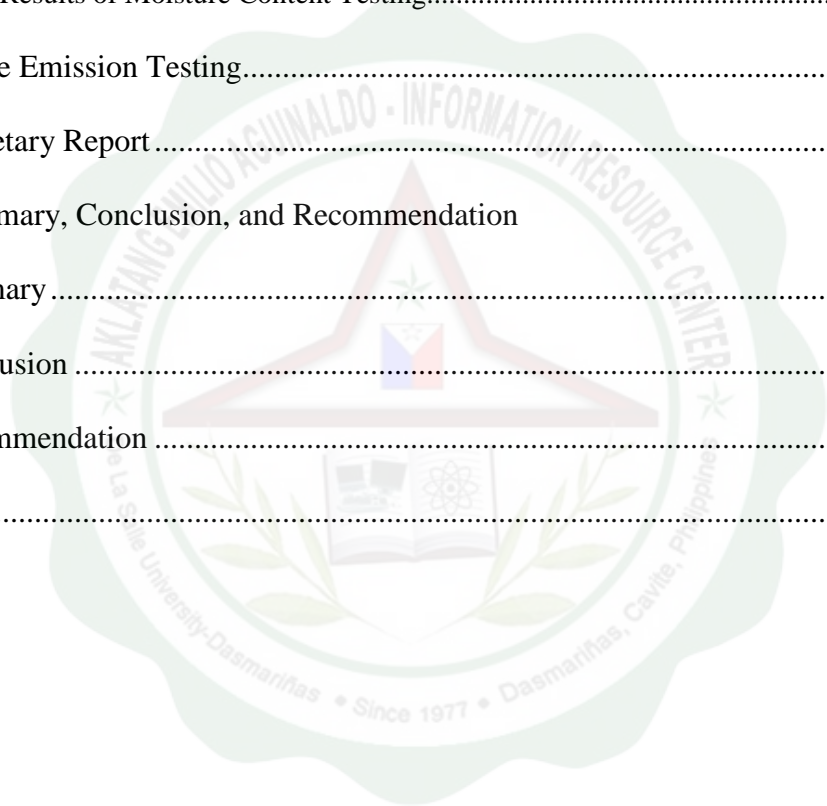 Results of Moisture Content Testing
e Emission Testing
etary Report
mary, Conclusion, and Recommendation
nary
usion
mmendation
AKLATANG EMILIO AGUINALDO - INFORMATION RESOURCE CENTER
De La Salle University-Dasmariñas • Since 1977 • Dasmariñas, Cavite, Philippines